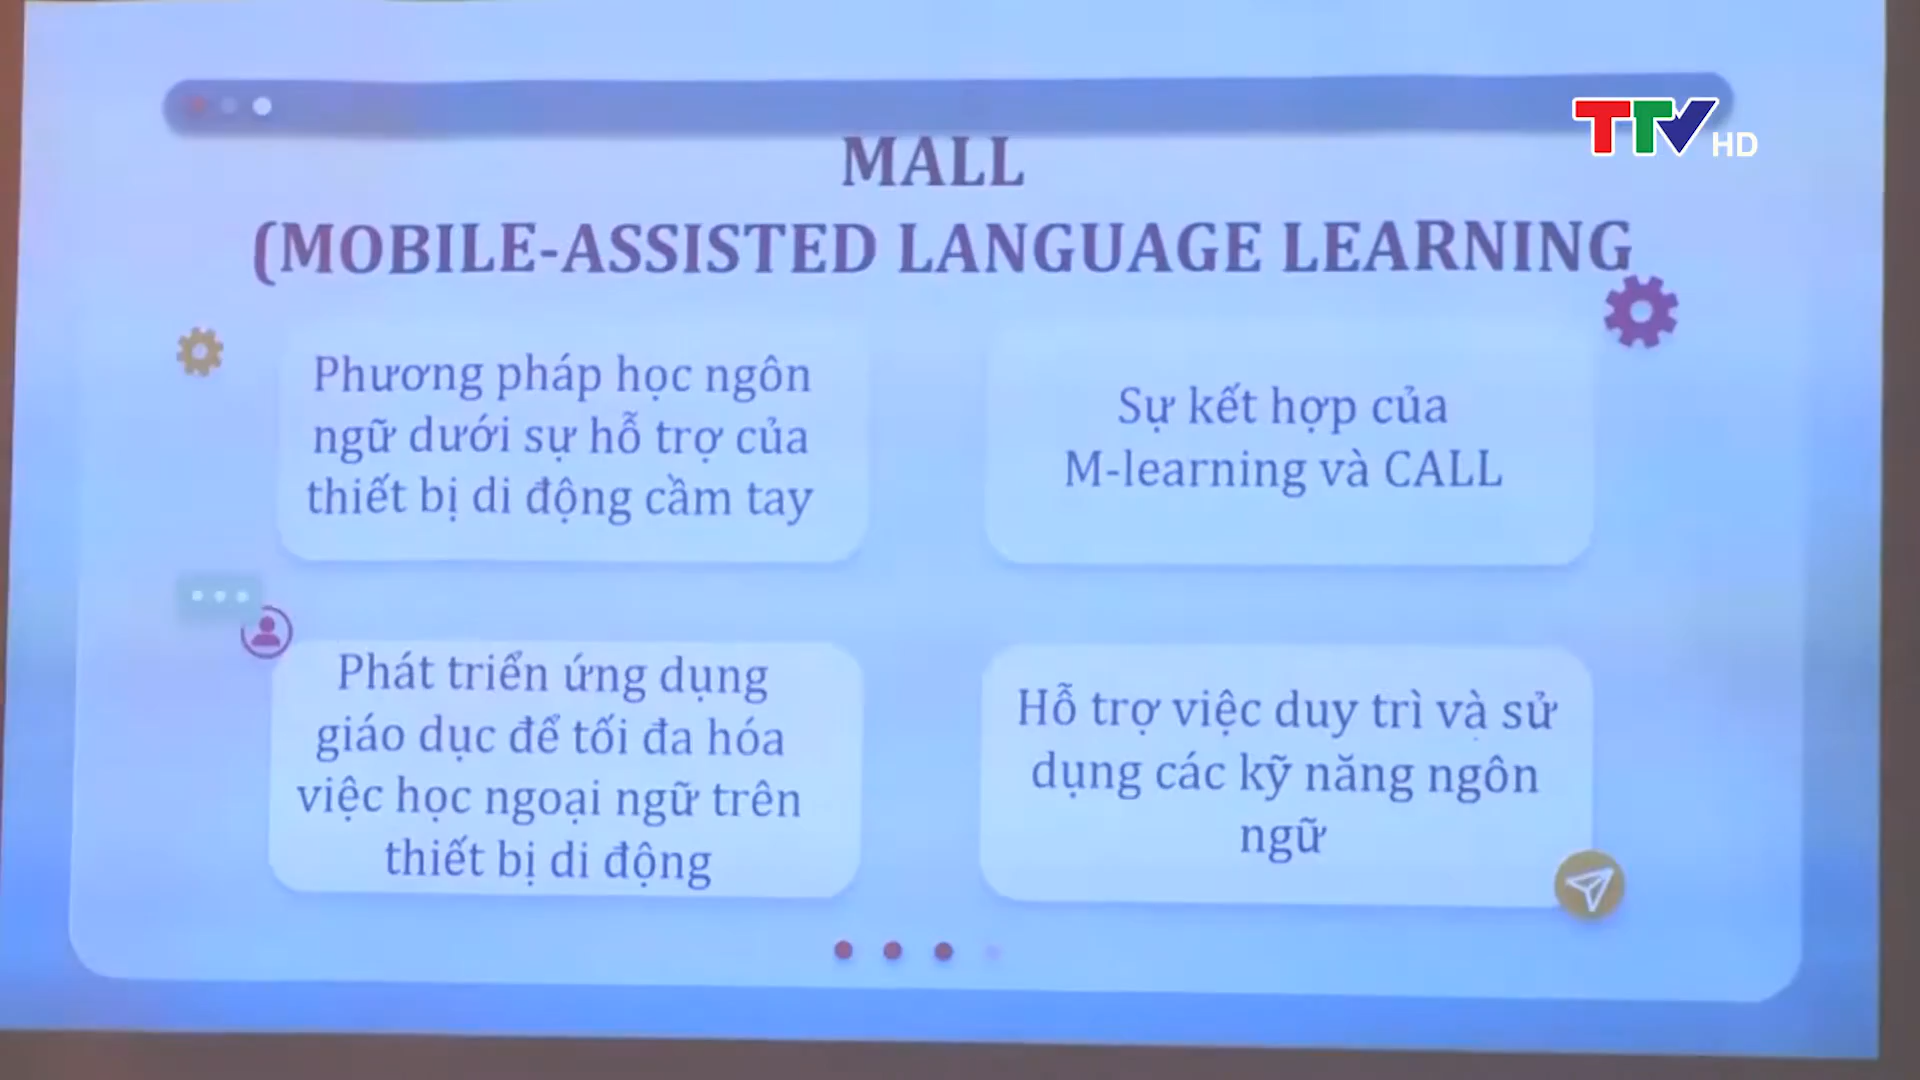 TTV HD
MALL
(MOBILE-ASSISTED LANGUAGE LEARNING
Phương pháp học ngôn
ngữ dưới sự hỗ trợ của
thiết bị di động cầm tay
Sự kết hợp của
M-learning và CALL
Phát triển ứng dụng
giáo dục để tối đa hóa
việc học ngoại ngữ trên
thiết bị di động
Hỗ trợ việc duy trì và sử
dụng các kỹ năng ngôn
ngữ